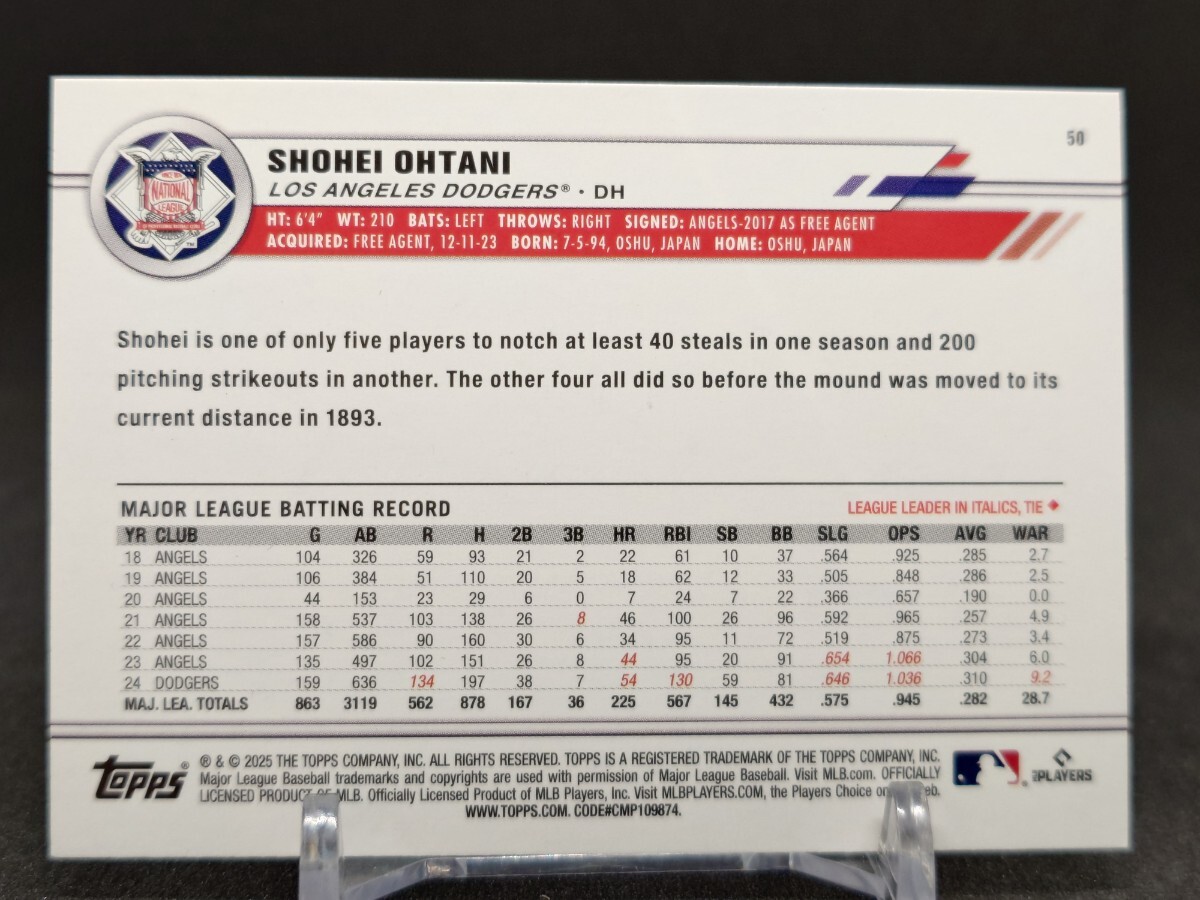 50
SHOHEI OHTANI
LOS ANGELES DODGERS® · DH
HT: 6'4" WT: 210 BATS: LEFT THROWS: RIGHT SIGNED: ANGELS-2017 AS FREE AGENT
ACQUIRED: FREE AGENT, 12-11-23 BORN: 7-5-94, OSHU, JAPAN HOME: OSHU, JAPAN
NATIONAL
LEAGUE
TM
Shohei is one of only five players to notch at least 40 steals in one season and 200
pitching strikeouts in another. The other four all did so before the mound was moved to its
current distance in 1893.
MAJOR LEAGUE BATTING RECORD LEAGUE LEADER IN ITALICS, TIE ♦
YR CLUB G AB R H 2B 3B HR RBI SB BB SLG OPS AVG WAR
18 ANGELS 104 326 59 93 21 2 22 61 10 37 .564 .925 .285 2.7
19 ANGELS 106 384 51 110 20 5 18 62 12 33 .505 .848 .286 2.5
20 ANGELS 44 153 23 29 6 0 7 24 7 22 .366 .657 .190 0.0
21 ANGELS 158 537 103 138 26 8 46 100 26 96 .592 .965 .257 4.9
22 ANGELS 157 586 90 160 30 6 34 95 11 72 .519 .875 .273 3.4
23 ANGELS 135 497 102 151 26 8 44 95 20 91 .654 1.066 .304 6.0
24 DODGERS 159 636 134 197 38 7 54 130 59 81 .646 1.036 .310 9.2
MAJ. LEA. TOTALS 863 3119 562 878 167 36 225 567 145 432 .575 .945 .282 28.7
topps® ® & © 2025 THE TOPPS COMPANY, INC. ALL RIGHTS RESERVED. TOPPS IS A REGISTERED TRADEMARK OF THE TOPPS COMPANY, INC.
Major League Baseball trademarks and copyrights are used with permission of Major League Baseball. Visit MLB.com. OFFICIALLY
LICENSED PRODUCT OF MLB. Officially Licensed Product of MLB Players, Inc. Visit MLBPLAYERS.COM, the Players Choice on
WWW.TOPPS.COM. CODE#CMP109874.
PLAYERS